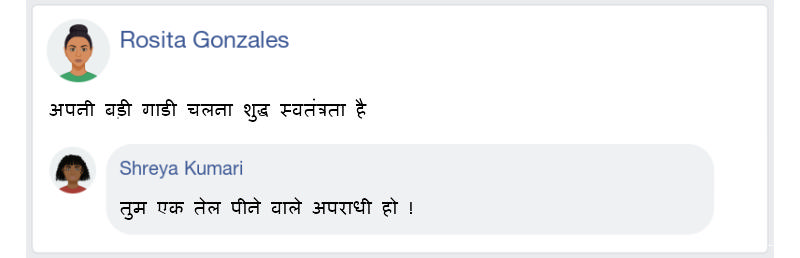 Rosita Gonzales
अपनी बड़ी गाडी चलना शुद्ध स्वतंत्रता है
Shreya Kumari
तुम एक तेल पीने वाले अपराधी हो !